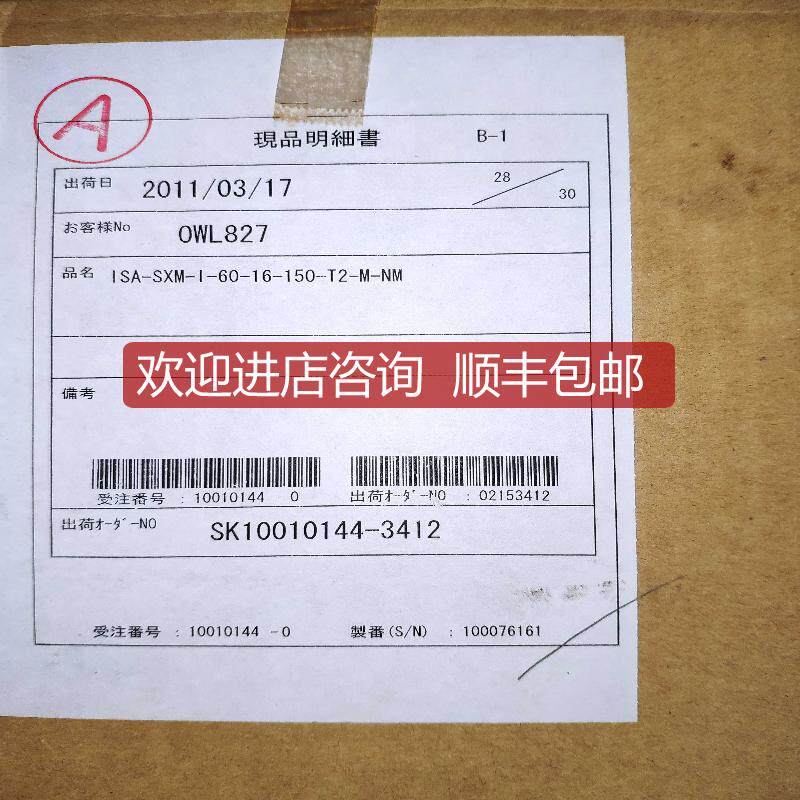 A
現品明細書 B-1
出荷日 2011/03/17 28/30
お客様No OWL827
品名 ISA-SXM-I-60-16-150-T2-M-NM
欢迎进店咨询 顺丰包邮
備考
受注番号 : 10010144 0 出荷オーダーNO : 02153412
出荷オーダーNO SK10010144-3412
受注番号 : 10010144 -0 製番(S/N) : 100076161